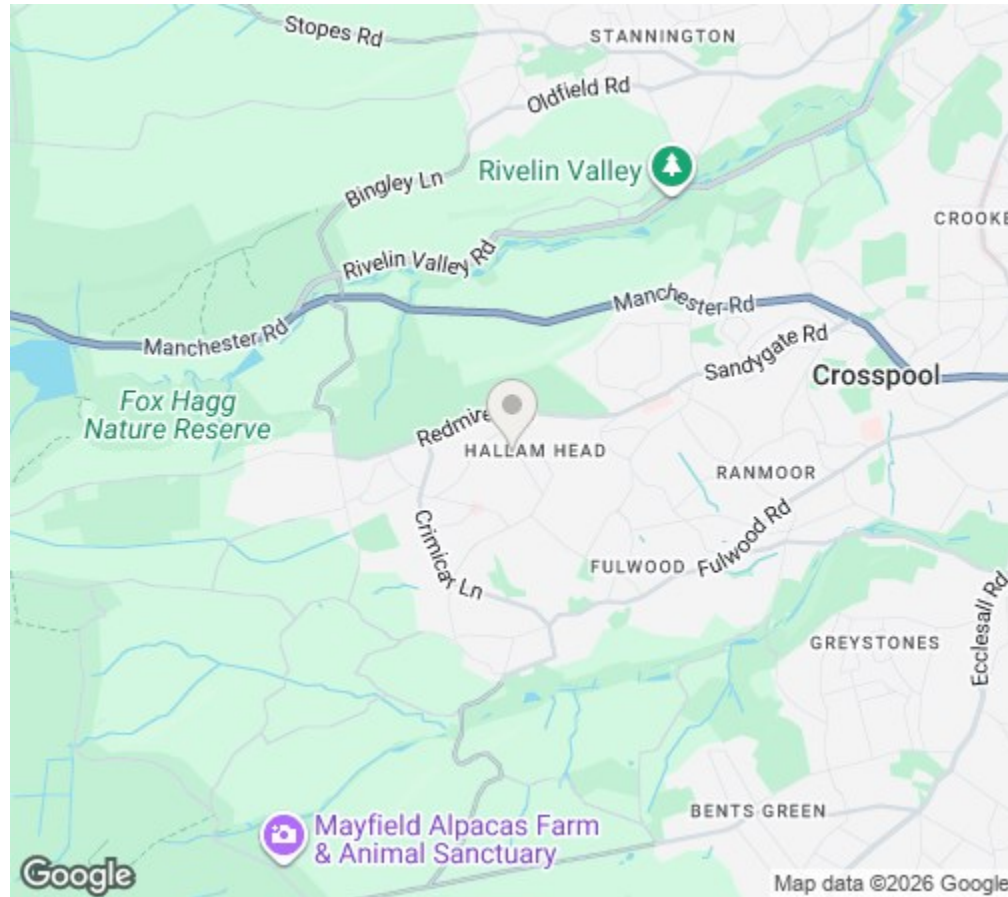 Stopes Rd
STANNINGTON
Oldfield Rd
Rivelin Valley
Bingley Ln
CROOKE
Rivelin Valley Rd
Manchester Rd
Manchester Rd
Sandygate Rd
Crosspool
Fox Hagg
Nature Reserve
Redmire
HALLAM HEAD
RANMOOR
Crimicar Ln
FULWOOD
Fulwood Rd
Ecclesall Rd
GREYSTONES
BENTS GREEN
Mayfield Alpacas Farm
& Animal Sanctuary
Google
Map data ©2026 Google